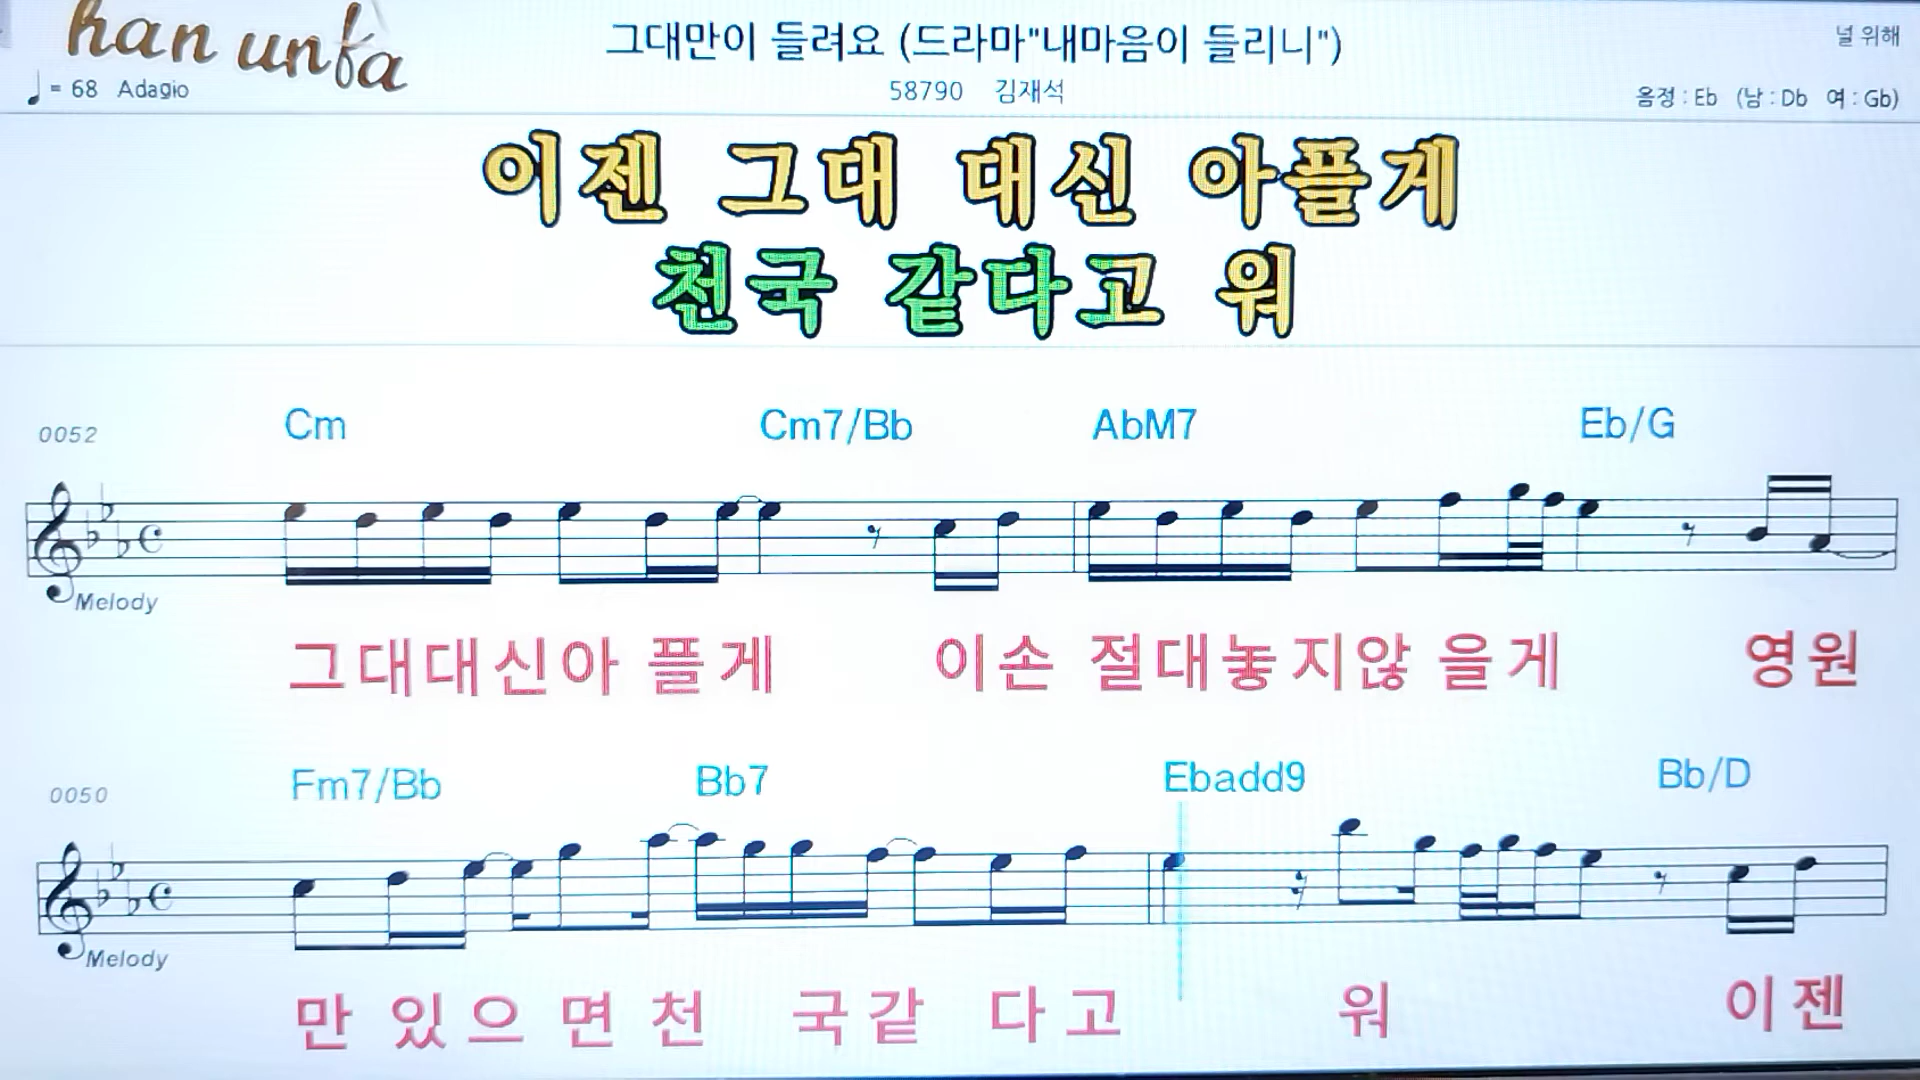 han unfa
그대만이 들려요 (드라마"내마음이 들리니")
널 위해
♩ = 68 Adagio
58790 김재석
음정 : Eb (남 : Db 여 : Gb)
이젠 그대 대신 아플게
천국 같다고 워
0052 Cm Cm7/Bb AbM7 Eb/G
Melody
그대대신아 플게 이손 절대놓지않 을게 영원
0050 Fm7/Bb Bb7 Ebadd9 Bb/D
Melody
만 있으 면 천 국같 다고 워 이젠